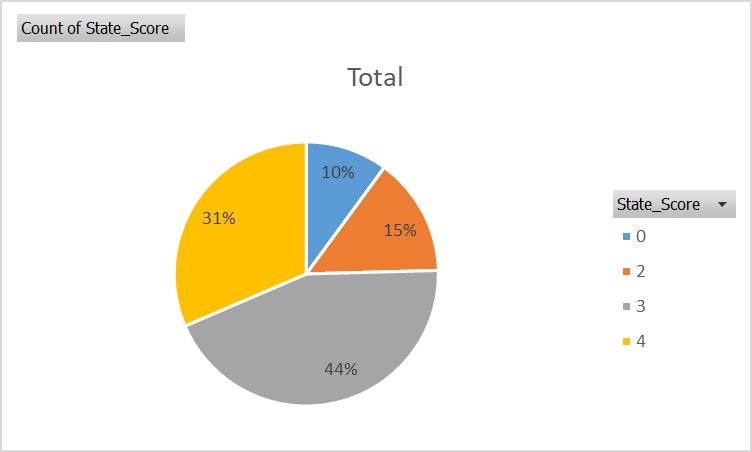 Count of State_Score
Total
10%
15%
31%
44%
State_Score
0
2
3
4